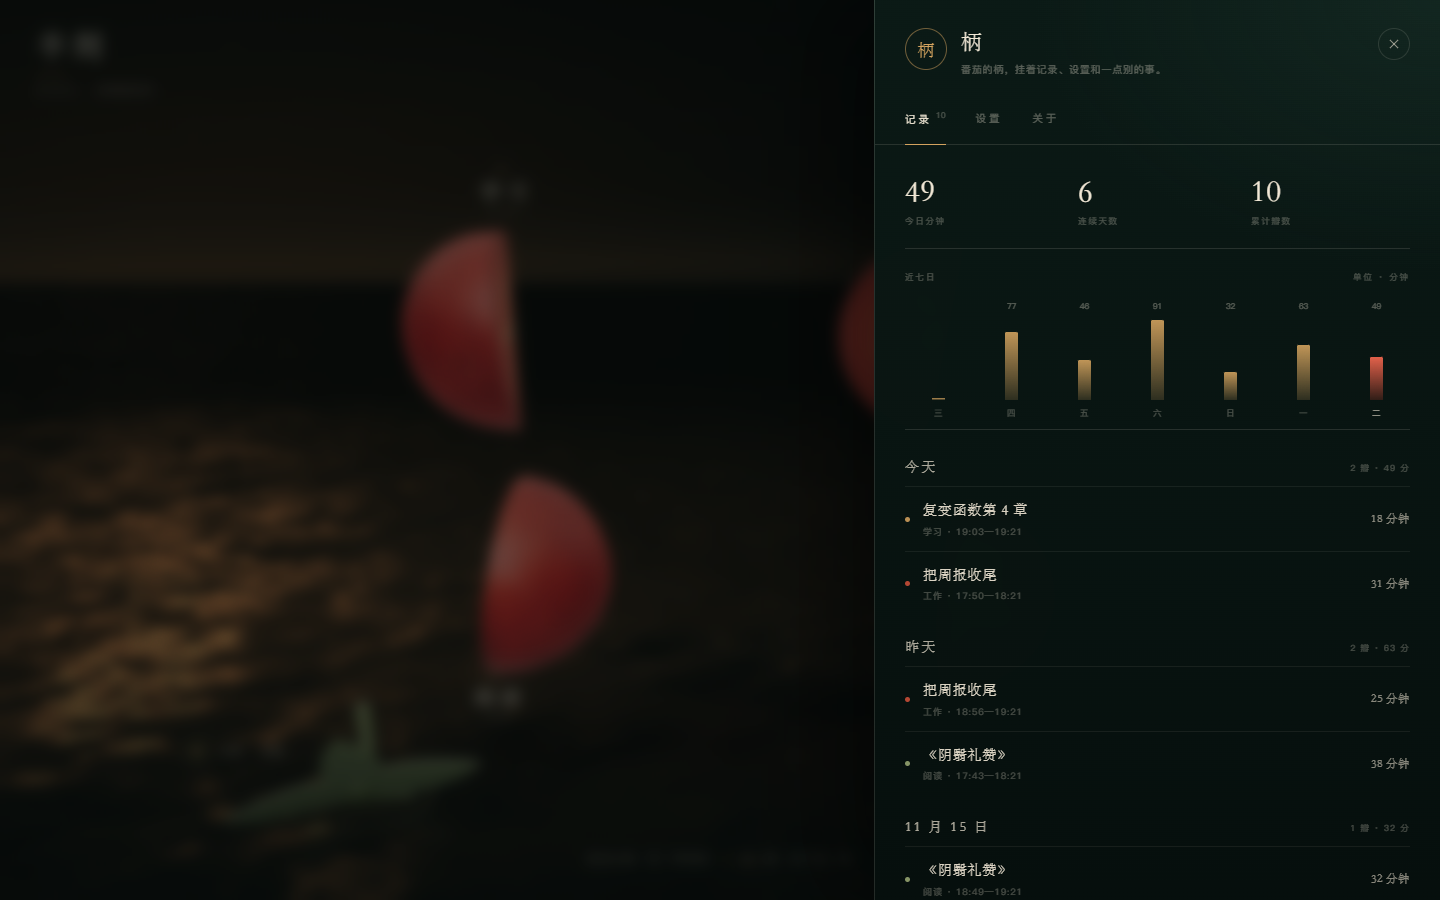 柄
柄
番茄的柄，挂着记录、设置和一点别的事。
记录 10 设置 关于
49 6 10
今日分钟 连续天数 累计瓣数
近七日 单位 · 分钟
77 46 91 32 63 49
三 四 五 六 日 一 二
今天 2 瓣 · 49 分
复变函数第 4 章 18 分钟
学习 · 19:03—19:21
把周报收尾 31 分钟
工作 · 17:50—18:21
昨天 2 瓣 · 63 分
把周报收尾 25 分钟
工作 · 18:56—19:21
《阴翳礼赞》 38 分钟
阅读 · 17:43—18:21
11 月 15 日 1 瓣 · 32 分
《阴翳礼赞》 32 分钟
阅读 · 18:49—19:21